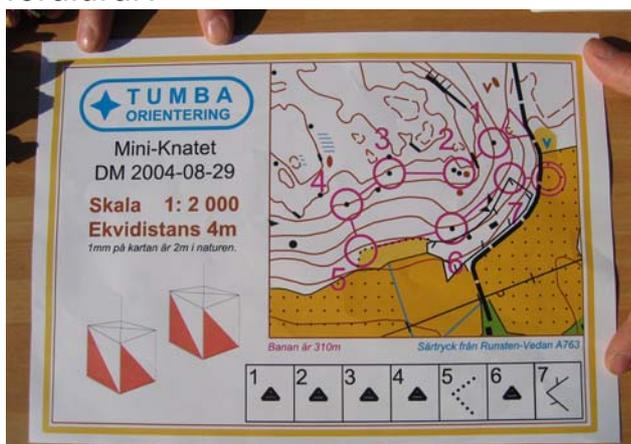 TUMBA
ORIENTERING
Mini-Knatet
DM 2004-08-29
Skala 1: 2 000
Ekvidistans 4m
1mm på kartan är 2m i naturen.
1
2
3
4
5
6
7
V
Banan är 310m
Särtryck från Runsten-Vedan A763
1 2 3 4 5 6 7